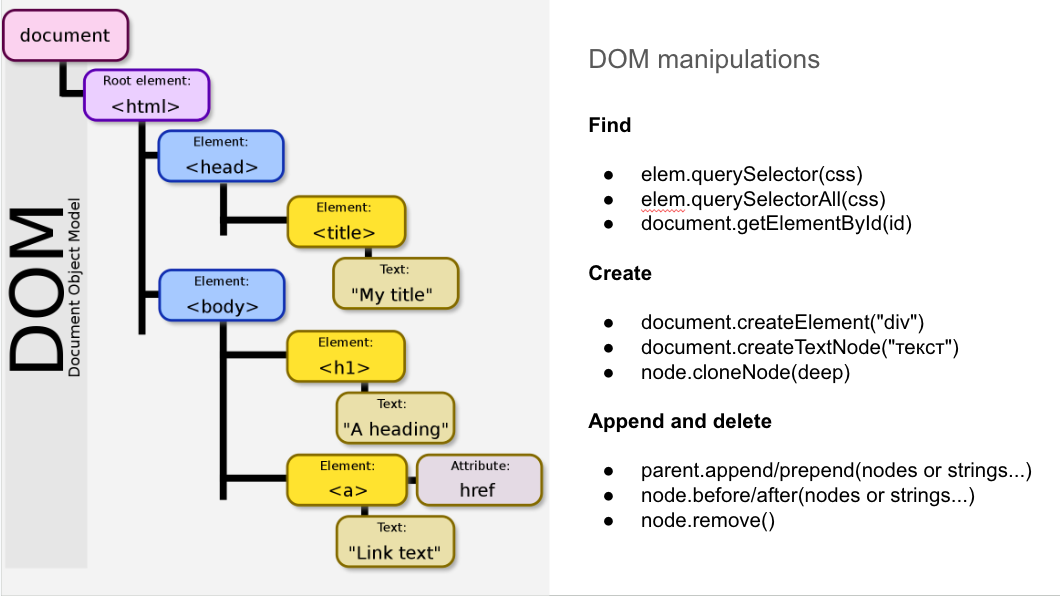 document
Root element:
<html>
Element:
<head>
Element:
<title>
Text:
"My title"
Element:
<body>
Element:
<h1>
Text:
"A heading"
Element:
<a>
Attribute:
href
Text:
"Link text"
DOM
Document Object Model
DOM manipulations
Find
● elem.querySelector(css)
● elem.querySelectorAll(css)
● document.getElementById(id)
Create
● document.createElement("div")
● document.createTextNode("текст")
● node.cloneNode(deep)
Append and delete
● parent.append/prepend(nodes or strings...)
● node.before/after(nodes or strings...)
● node.remove()